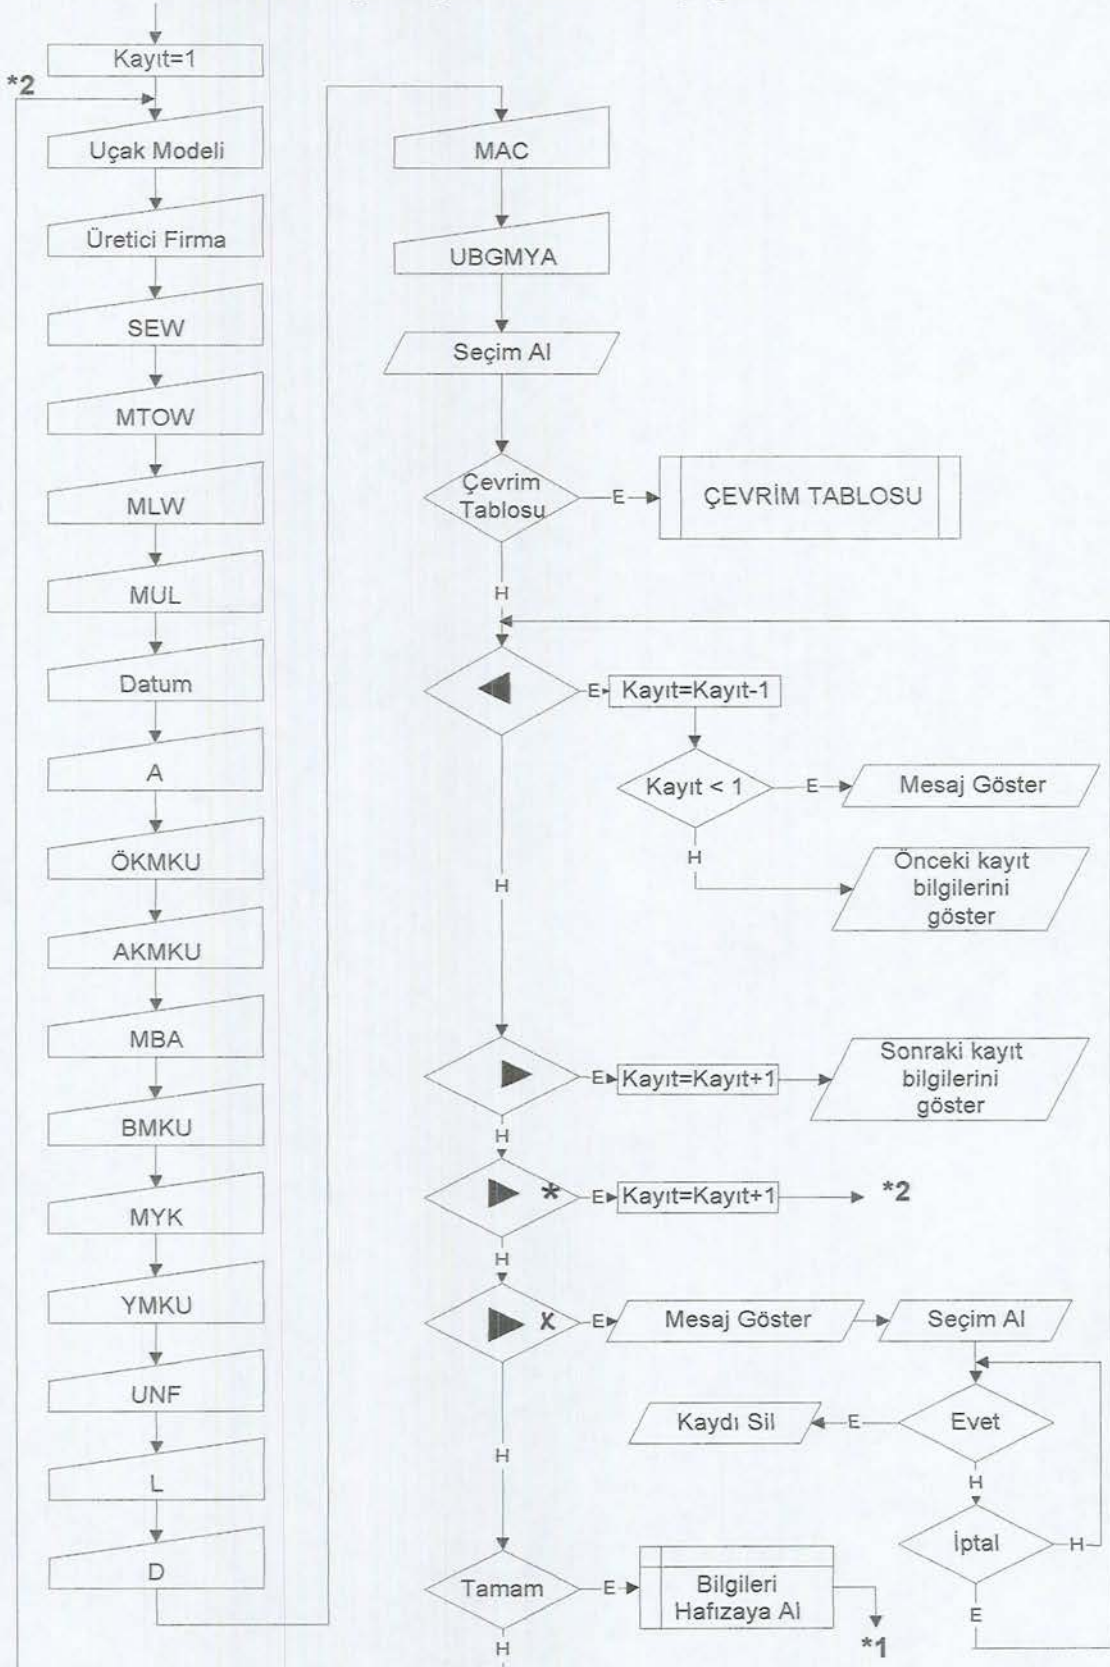 Kayıt=1
*2
Uçak Modeli
Üretici Firma
SEW
MTOW
MLW
MUL
Datum
A
ÖKMKU
AKMKU
MBA
BMKU
MYK
YMKU
UNF
L
D
MAC
UBGMYA
Seçim Al
Çevrim
Tablosu
E
ÇEVRİM TABLOSU
H
E
Kayıt=Kayıt-1
Kayıt < 1
E
Mesaj Göster
H
Önceki kayıt
bilgilerini
göster
H
E
Kayıt=Kayıt+1
Sonraki kayıt
bilgilerini
göster
H
*
E
Kayıt=Kayıt+1
*2
H
x
E
Mesaj Göster
Seçim Al
Evet
E
Kaydı Sil
H
İptal
H
E
H
Tamam
E
Bilgileri
Hafızaya Al
*1
H